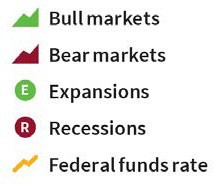 Bull markets
Bear markets
E Expansions
R Recessions
Federal funds rate